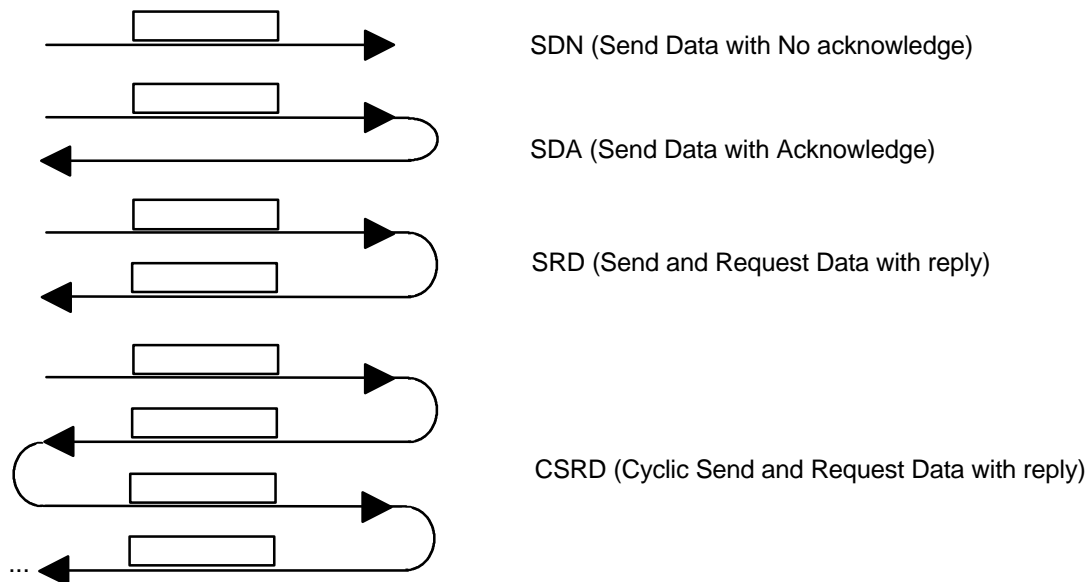 SDN (Send Data with No acknowledge)
SDA (Send Data with Acknowledge)
SRD (Send and Request Data with reply)
CSRD (Cyclic Send and Request Data with reply)
...